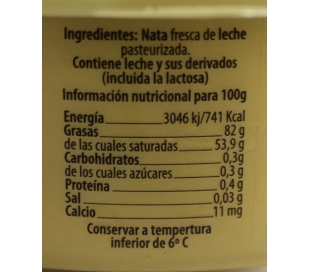 Ingredientes: Nata fresca de leche
pasteurizada.
Contiene leche y sus derivados
(incluida la lactosa)
Información nutricional para 100g
Energía 3046 kj/741 Kcal
Grasas 82 g
de las cuales saturadas 53,9 g
Carbohidratos 0,3g
de los cuales azúcares 0,3 g
Proteína 0,4 g
Sal 0,03 g
Calcio 11 mg
Conservar a tempertura
inferior de 6º C